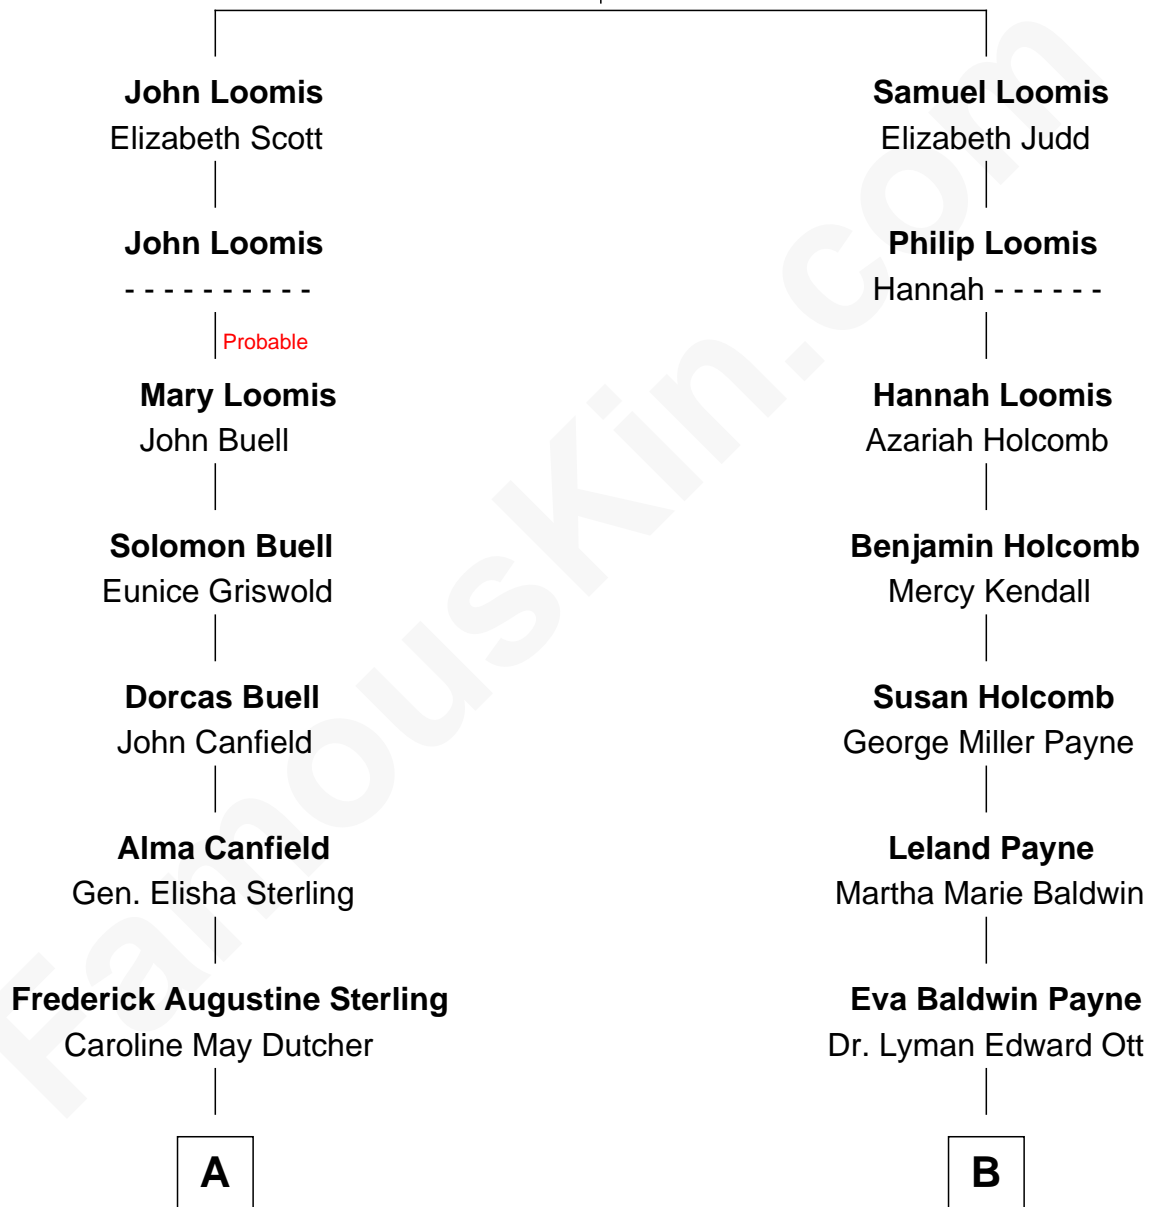 John Loomis
Elizabeth Scott
John Loomis
- - - - - - - - - -
Probable
Mary Loomis
John Buell
Solomon Buell
Eunice Griswold
Dorcas Buell
John Canfield
Alma Canfield
Gen. Elisha Sterling
Frederick Augustine Sterling
Caroline May Dutcher
A
Samuel Loomis
Elizabeth Judd
Philip Loomis
Hannah - - - - - -
Hannah Loomis
Azariah Holcomb
Benjamin Holcomb
Mercy Kendall
Susan Holcomb
George Miller Payne
Leland Payne
Martha Marie Baldwin
Eva Baldwin Payne
Dr. Lyman Edward Ott
B
FamousKin.com